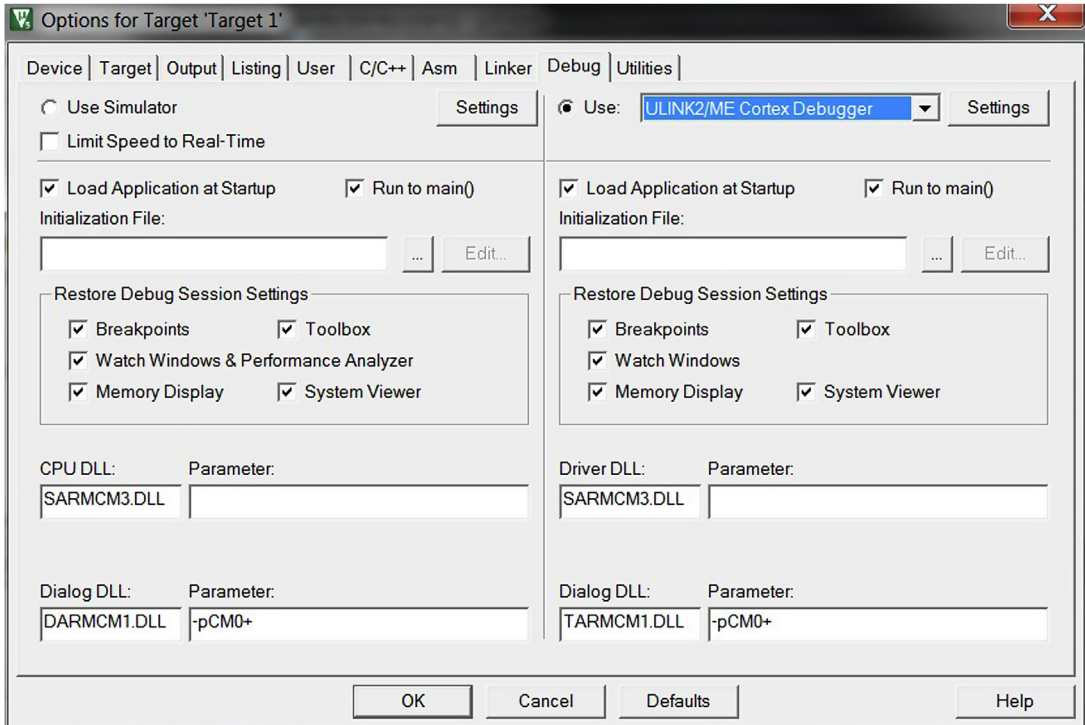 Options for Target 'Target 1'
X
Device Target Output Listing User C/C++ Asm Linker Debug Utilities
Use Simulator Settings
Limit Speed to Real-Time
Load Application at Startup Run to main()
Initialization File:
... Edit...
Restore Debug Session Settings
Breakpoints Toolbox
Watch Windows & Performance Analyzer
Memory Display System Viewer
CPU DLL: Parameter:
SARMCM3.DLL
Dialog DLL: Parameter:
DARMCM1.DLL -pCM0+
Use: ULINK2/ME Cortex Debugger Settings
Load Application at Startup Run to main()
Initialization File:
... Edit...
Restore Debug Session Settings
Breakpoints Toolbox
Watch Windows
Memory Display System Viewer
Driver DLL: Parameter:
SARMCM3.DLL
Dialog DLL: Parameter:
TARMCM1.DLL -pCM0+
OK Cancel Defaults Help